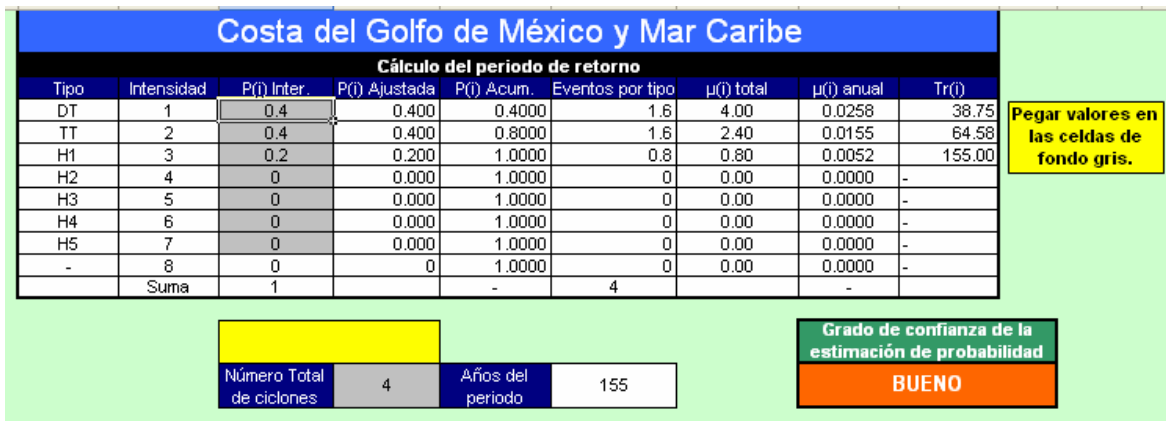 Costa del Golfo de México y Mar Caribe
Cálculo del periodo de retorno
Tipo Intensidad P(i) Inter. P(i) Ajustada P(i) Acum. Eventos por tipo µ(i) total µ(i) anual Tr(i)
DT 1 0.4 0.400 0.4000 1.6 4.00 0.0258 38.75
TT 2 0.4 0.400 0.8000 1.6 2.40 0.0155 64.58
H1 3 0.2 0.200 1.0000 0.8 0.80 0.0052 155.00
H2 4 0 0.000 1.0000 0 0.00 0.0000 -
H3 5 0 0.000 1.0000 0 0.00 0.0000 -
H4 6 0 0.000 1.0000 0 0.00 0.0000 -
H5 7 0 0.000 1.0000 0 0.00 0.0000 -
- 8 0 0 1.0000 0 0.00 0.0000 -
Suma 1 - 4 -
Pegar valores en
las celdas de
fondo gris.
Número Total
de ciclones
4
Años del
periodo
155
Grado de confianza de la
estimación de probabilidad
BUENO